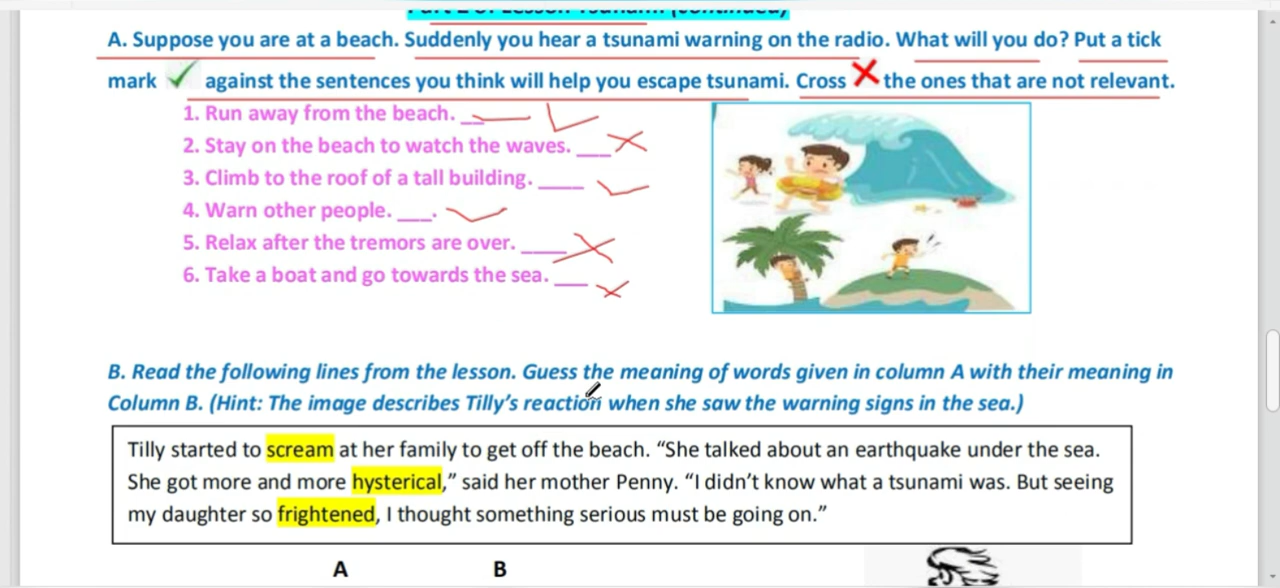 A. Suppose you are at a beach. Suddenly you hear a tsunami warning on the radio. What will you do? Put a tick
mark ✓ against the sentences you think will help you escape tsunami. Cross ✗ the ones that are not relevant.
1. Run away from the beach. __ ✓
2. Stay on the beach to watch the waves. ___ ✗
3. Climb to the roof of a tall building. ____ ✓
4. Warn other people. ___. ✓
5. Relax after the tremors are over. ____ ✗
6. Take a boat and go towards the sea. ___ ✗
B. Read the following lines from the lesson. Guess the meaning of words given in column A with their meaning in
Column B. (Hint: The image describes Tilly's reaction when she saw the warning signs in the sea.)
Tilly started to scream at her family to get off the beach. “She talked about an earthquake under the sea.
She got more and more hysterical,” said her mother Penny. “I didn’t know what a tsunami was. But seeing
my daughter so frightened, I thought something serious must be going on.”
A B